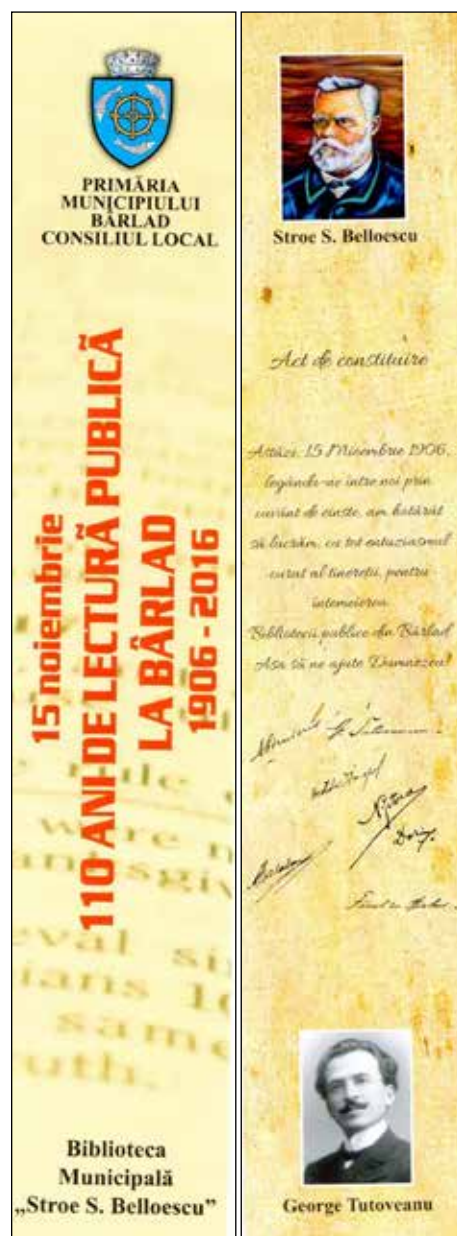 PRIMĂRIA
MUNICIPIULUI
BÂRLAD
CONSILIUL LOCAL
15 noiembrie
110 ANI DE LECTURĂ PUBLICĂ
LA BÂRLAD
1906 - 2016
Biblioteca
Municipală
„Stroe S. Belloescu”
Stroe S. Belloescu
Act de constituire
Astăzi, 15 Noiembrie 1906,
legându-ne între noi prin
cuvânt de cinste, am hotărât
să lucrăm, cu tot entuziasmul
curat al tinereții, pentru
întemeierea
Bibliotecii publice din Bârlad
Așa să ne ajute Dumnezeu!
George Tutoveanu